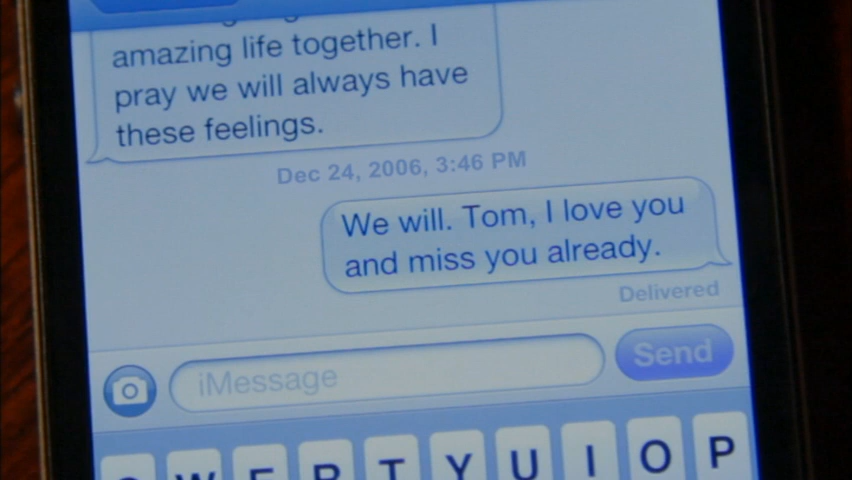 amazing life together. I
pray we will always have
these feelings.
Dec 24, 2006, 3:46 PM
We will. Tom, I love you
and miss you already.
Delivered
iMessage
Send
Q W E R T Y U I O P